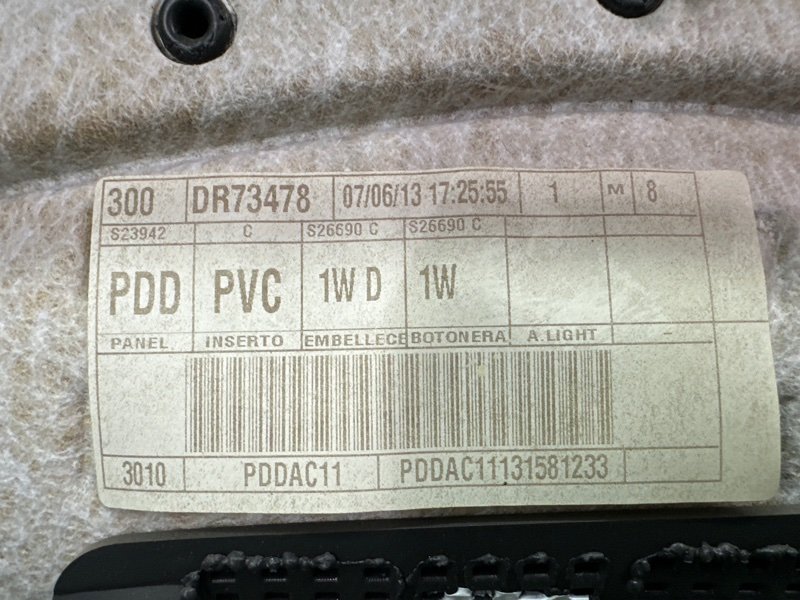 300 DR73478 07/06/13 17:25:55 1 M 8
S23942 C S26690 C S26690 C
PDD PVC 1W D 1W
PANEL INSERTO EMBELLECE BOTONERA A.LIGHT -
3010 PDDAC11 PDDAC11131581233